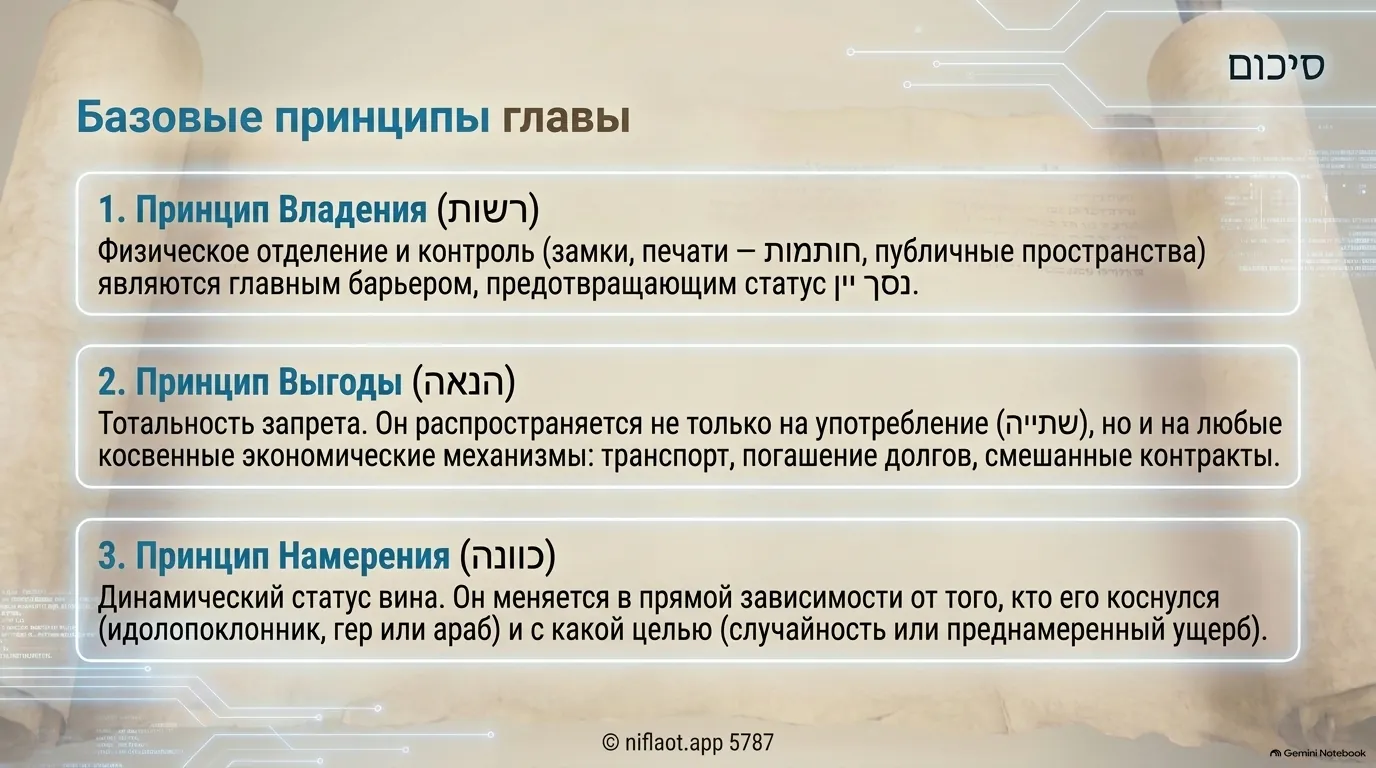 סיכום
Базовые принципы главы
1. Принцип Владения (רשות)
Физическое отделение и контроль (замки, печати — חותמות, публичные пространства)
являются главным барьером, предотвращающим статус נסך יין.
2. Принцип Выгоды (הנאה)
Тотальность запрета. Он распространяется не только на употребление (שתייה), но и на любые
косвенные экономические механизмы: транспорт, погашение долгов, смешанные контракты.
3. Принцип Намерения (כוונה)
Динамический статус вина. Он меняется в прямой зависимости от того, кто его коснулся
(идолопоклонник, гер или араб) и с какой целью (случайность или преднамеренный ущерб).
© niflaot.app 5787
Gemini Notebook